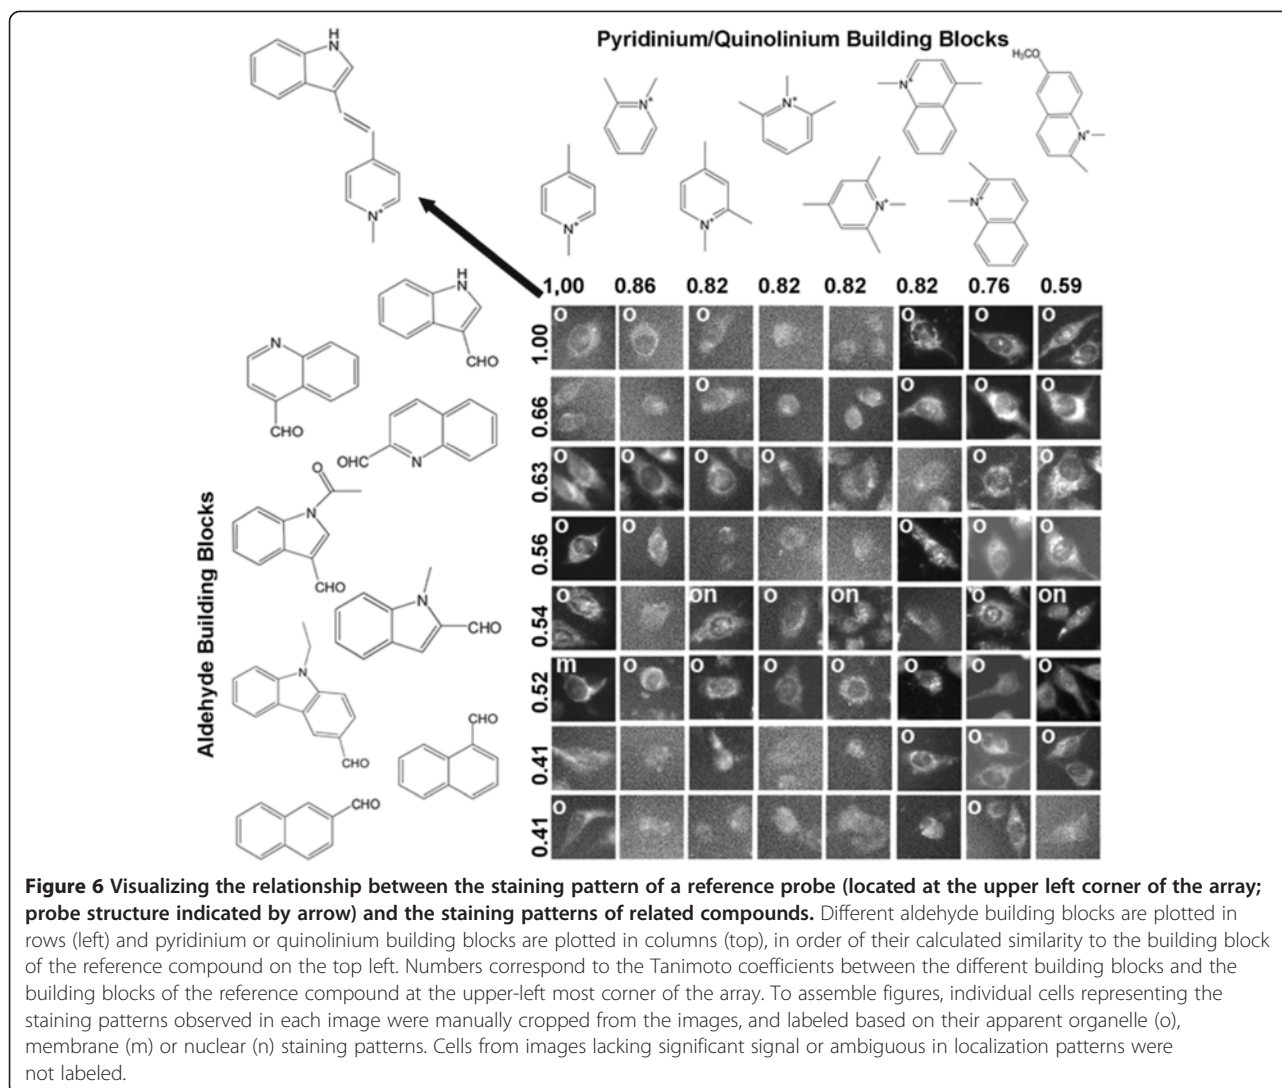 Pyridinium/Quinolinium Building Blocks
H
N
H₃CO
N⁺
N⁺
N⁺
N⁺
N⁺
N⁺
N⁺
N⁺
N⁺
1,00 0.86 0.82 0.82 0.82 0.82 0.76 0.59
Aldehyde Building Blocks
H
N
CHO
N
CHO
OHC
N
O
N
CHO
N
CHO
N
CHO
CHO
CHO
1.00 o o o o o o
0.66 o o o o
0.63 o o o o o o
0.56 o o o o o
0.54 o on o on o on
0.52 m o o o o o o o
0.41 o o o
0.41 o o
Figure 6 Visualizing the relationship between the staining pattern of a reference probe (located at the upper left corner of the array;
probe structure indicated by arrow) and the staining patterns of related compounds. Different aldehyde building blocks are plotted in
rows (left) and pyridinium or quinolinium building blocks are plotted in columns (top), in order of their calculated similarity to the building block
of the reference compound on the top left. Numbers correspond to the Tanimoto coefficients between the different building blocks and the
building blocks of the reference compound at the upper-left most corner of the array. To assemble figures, individual cells representing the
staining patterns observed in each image were manually cropped from the images, and labeled based on their apparent organelle (o),
membrane (m) or nuclear (n) staining patterns. Cells from images lacking significant signal or ambiguous in localization patterns were
not labeled.